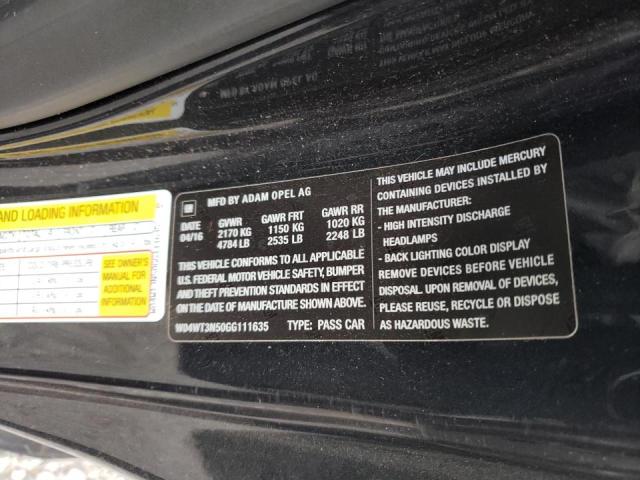 AND LOADING INFORMATION
SEE OWNER'S
MANUAL FOR
ADDITIONAL
INFORMATION
GM
MFD BY ADAM OPEL AG
DATE GVWR GAWR FRT GAWR RR
04/16 2170 KG 1150 KG 1020 KG
4784 LB 2535 LB 2248 LB
THIS VEHICLE CONFORMS TO ALL APPLICABLE
U.S. FEDERAL MOTOR VEHICLE SAFETY, BUMPER
AND THEFT PREVENTION STANDARDS IN EFFECT
ON THE DATE OF MANUFACTURE SHOWN ABOVE.
W04WT3N50GG111635 TYPE: PASS CAR
THIS VEHICLE MAY INCLUDE MERCURY
CONTAINING DEVICES INSTALLED BY
THE MANUFACTURER:
- HIGH INTENSITY DISCHARGE
HEADLAMPS
- BACK LIGHTING COLOR DISPLAY
REMOVE DEVICES BEFORE VEHICLE
DISPOSAL. UPON REMOVAL OF DEVICES,
PLEASE REUSE, RECYCLE OR DISPOSE
AS HAZARDOUS WASTE.